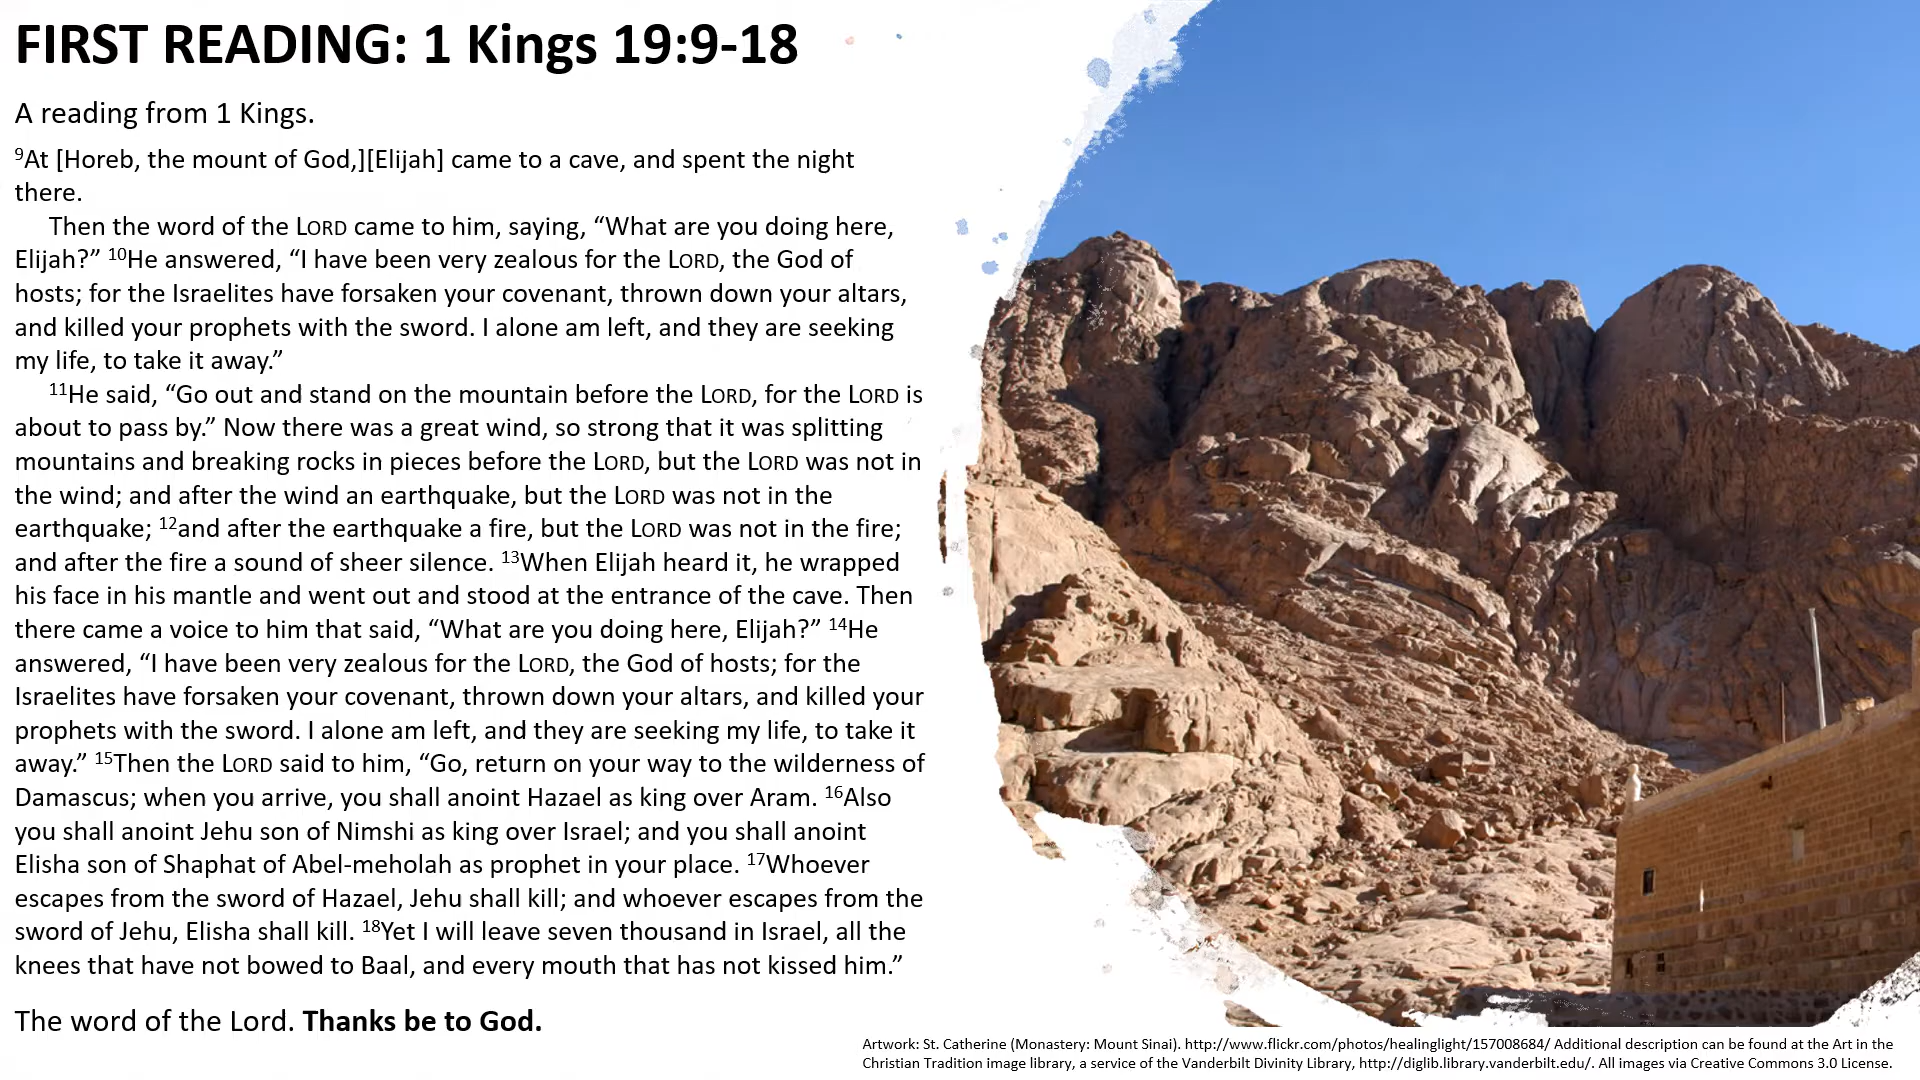 FIRST READING: 1 Kings 19:9-18
A reading from 1 Kings.
⁹At [Horeb, the mount of God,][Elijah] came to a cave, and spent the night
there.
Then the word of the LORD came to him, saying, “What are you doing here,
Elijah?” ¹⁰He answered, “I have been very zealous for the LORD, the God of
hosts; for the Israelites have forsaken your covenant, thrown down your altars,
and killed your prophets with the sword. I alone am left, and they are seeking
my life, to take it away.”
¹¹He said, “Go out and stand on the mountain before the LORD, for the LORD is
about to pass by.” Now there was a great wind, so strong that it was splitting
mountains and breaking rocks in pieces before the LORD, but the LORD was not in
the wind; and after the wind an earthquake, but the LORD was not in the
earthquake; ¹²and after the earthquake a fire, but the LORD was not in the fire;
and after the fire a sound of sheer silence. ¹³When Elijah heard it, he wrapped
his face in his mantle and went out and stood at the entrance of the cave. Then
there came a voice to him that said, “What are you doing here, Elijah?” ¹⁴He
answered, “I have been very zealous for the LORD, the God of hosts; for the
Israelites have forsaken your covenant, thrown down your altars, and killed your
prophets with the sword. I alone am left, and they are seeking my life, to take it
away.” ¹⁵Then the LORD said to him, “Go, return on your way to the wilderness of
Damascus; when you arrive, you shall anoint Hazael as king over Aram. ¹⁶Also
you shall anoint Jehu son of Nimshi as king over Israel; and you shall anoint
Elisha son of Shaphat of Abel-meholah as prophet in your place. ¹⁷Whoever
escapes from the sword of Hazael, Jehu shall kill; and whoever escapes from the
sword of Jehu, Elisha shall kill. ¹⁸Yet I will leave seven thousand in Israel, all the
knees that have not bowed to Baal, and every mouth that has not kissed him.”
The word of the Lord. Thanks be to God.
Artwork: St. Catherine (Monastery: Mount Sinai). http://www.flickr.com/photos/healinglight/157008684/ Additional description can be found at the Art in the
Christian Tradition image library, a service of the Vanderbilt Divinity Library, http://diglib.library.vanderbilt.edu/. All images via Creative Commons 3.0 License.